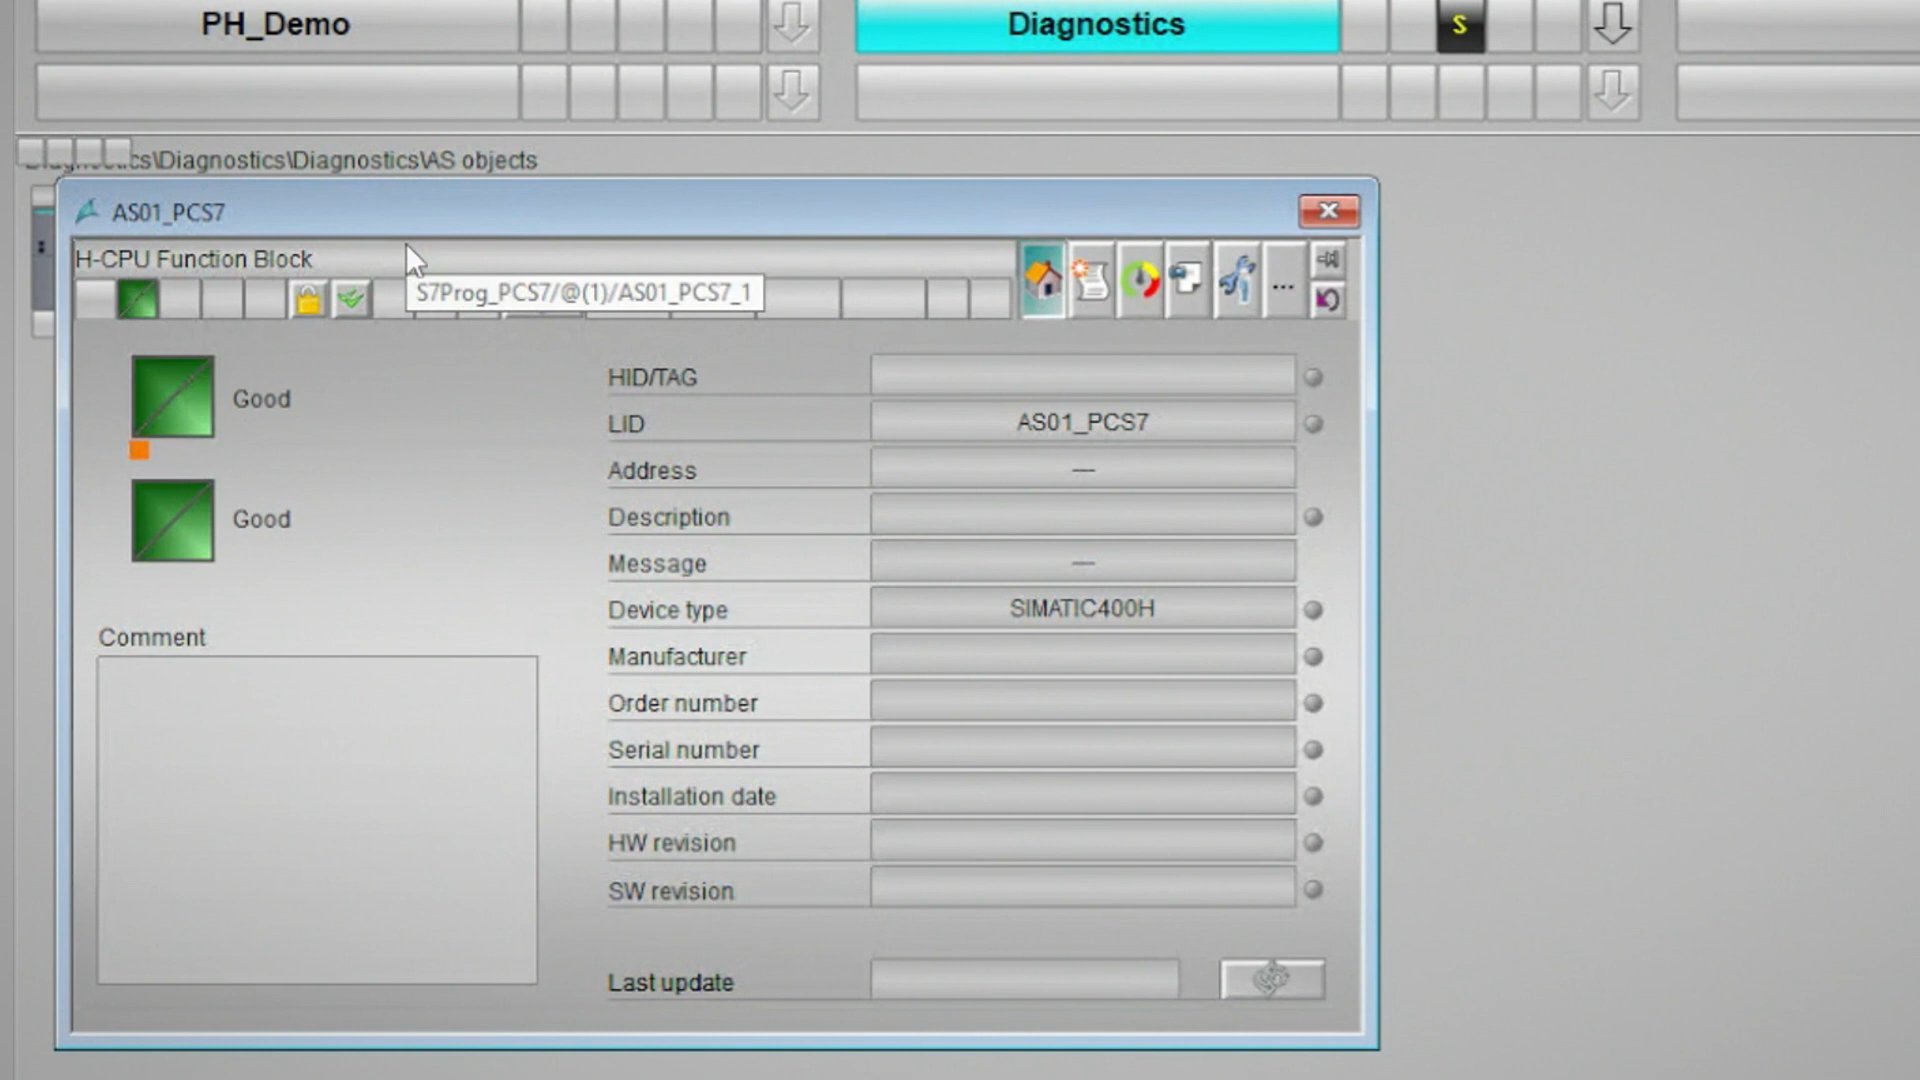 PH_Demo
Diagnostics
S
cs\Diagnostics\Diagnostics\AS objects
AS01_PCS7
H-CPU Function Block
S7Prog_PCS7/@(1)/AS01_PCS7_1
...
Good
Good
Comment
HID/TAG
LID AS01_PCS7
Address ---
Description
Message ---
Device type SIMATIC400H
Manufacturer
Order number
Serial number
Installation date
HW revision
SW revision
Last update